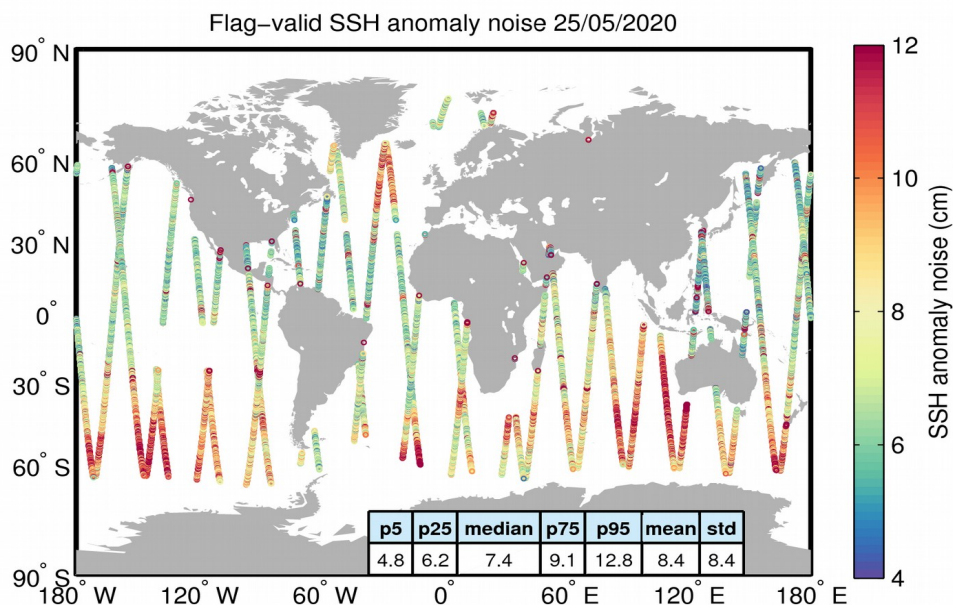 Flag−valid SSH anomaly noise 25/05/2020
90° N
60° N
30° N
0°
30° S
60° S
90° S
180° W
120° W
60° W
0°
60° E
120° E
180° E
p5 p25 median p75 p95 mean std
4.8 6.2 7.4 9.1 12.8 8.4 8.4
12
10
8
6
4
SSH anomaly noise (cm)